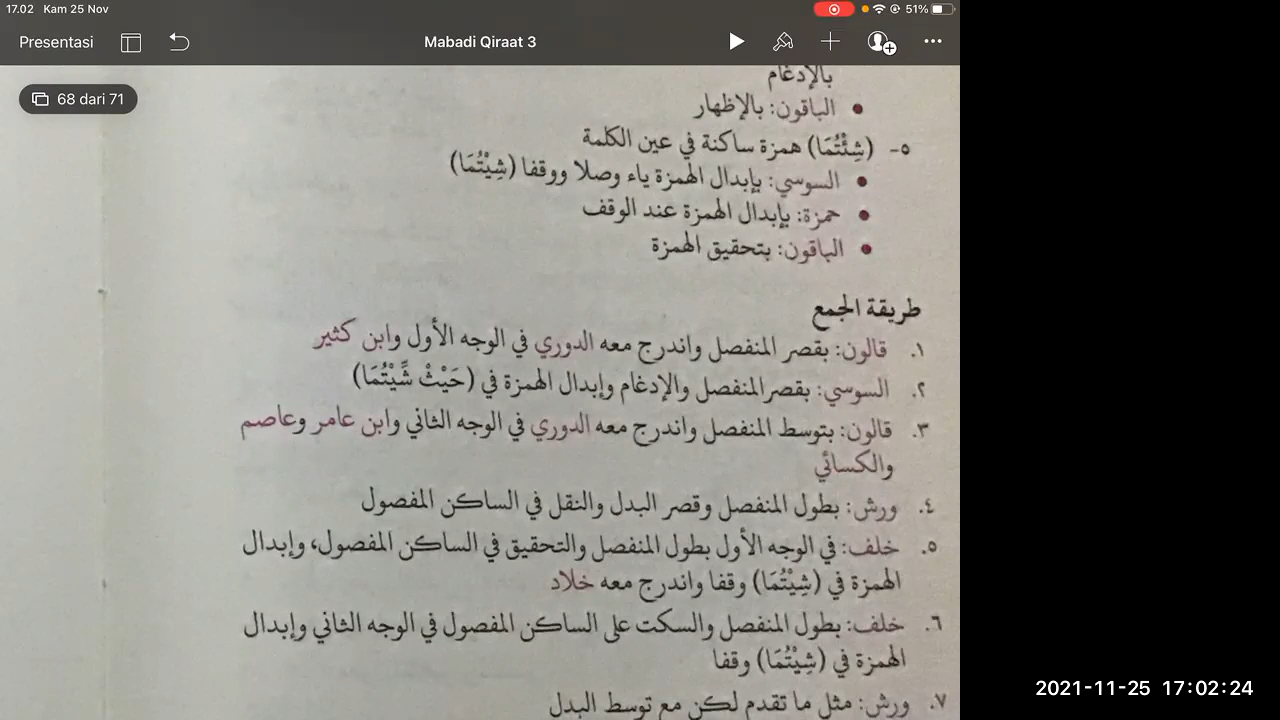 17.02 Kam 25 Nov
51%
Presentasi
Mabadi Qiraat 3
68 dari 71
بالإدغام
• الباقون: بالإظهار
٥- (شِئْتُمَا) همزة ساكنة في عين الكلمة
• السوسي: بإبدال الهمزة ياء وصلا ووقفا (شِيْتُمَا)
• حمزة: بإبدال الهمزة عند الوقف
• الباقون: بتحقيق الهمزة
طريقة الجمع
١. قالون: بقصر المنفصل واندرج معه الدوري في الوجه الأول وابن كثير
٢. السوسي: بقصر المنفصل والإدغام وإبدال الهمزة في (حَيْثْ شِّيْتُمَا)
٣. قالون: بتوسط المنفصل واندرج معه الدوري في الوجه الثاني وابن عامر وعاصم
والكسائي
٤. ورش: بطول المنفصل وقصر البدل والنقل في الساكن المفصول
٥. خلف: في الوجه الأول بطول المنفصل والتحقيق في الساكن المفصول، وإبدال
الهمزة في (شِيْتُمَا) وقفا واندرج معه خلاد
٦. خلف: بطول المنفصل والسكت على الساكن المفصول في الوجه الثاني وإبدال
الهمزة في (شِيْتُمَا) وقفا
٧. ورش: مثل ما تقدم لكن مع توسط البدل
2021-11-25 17:02:24